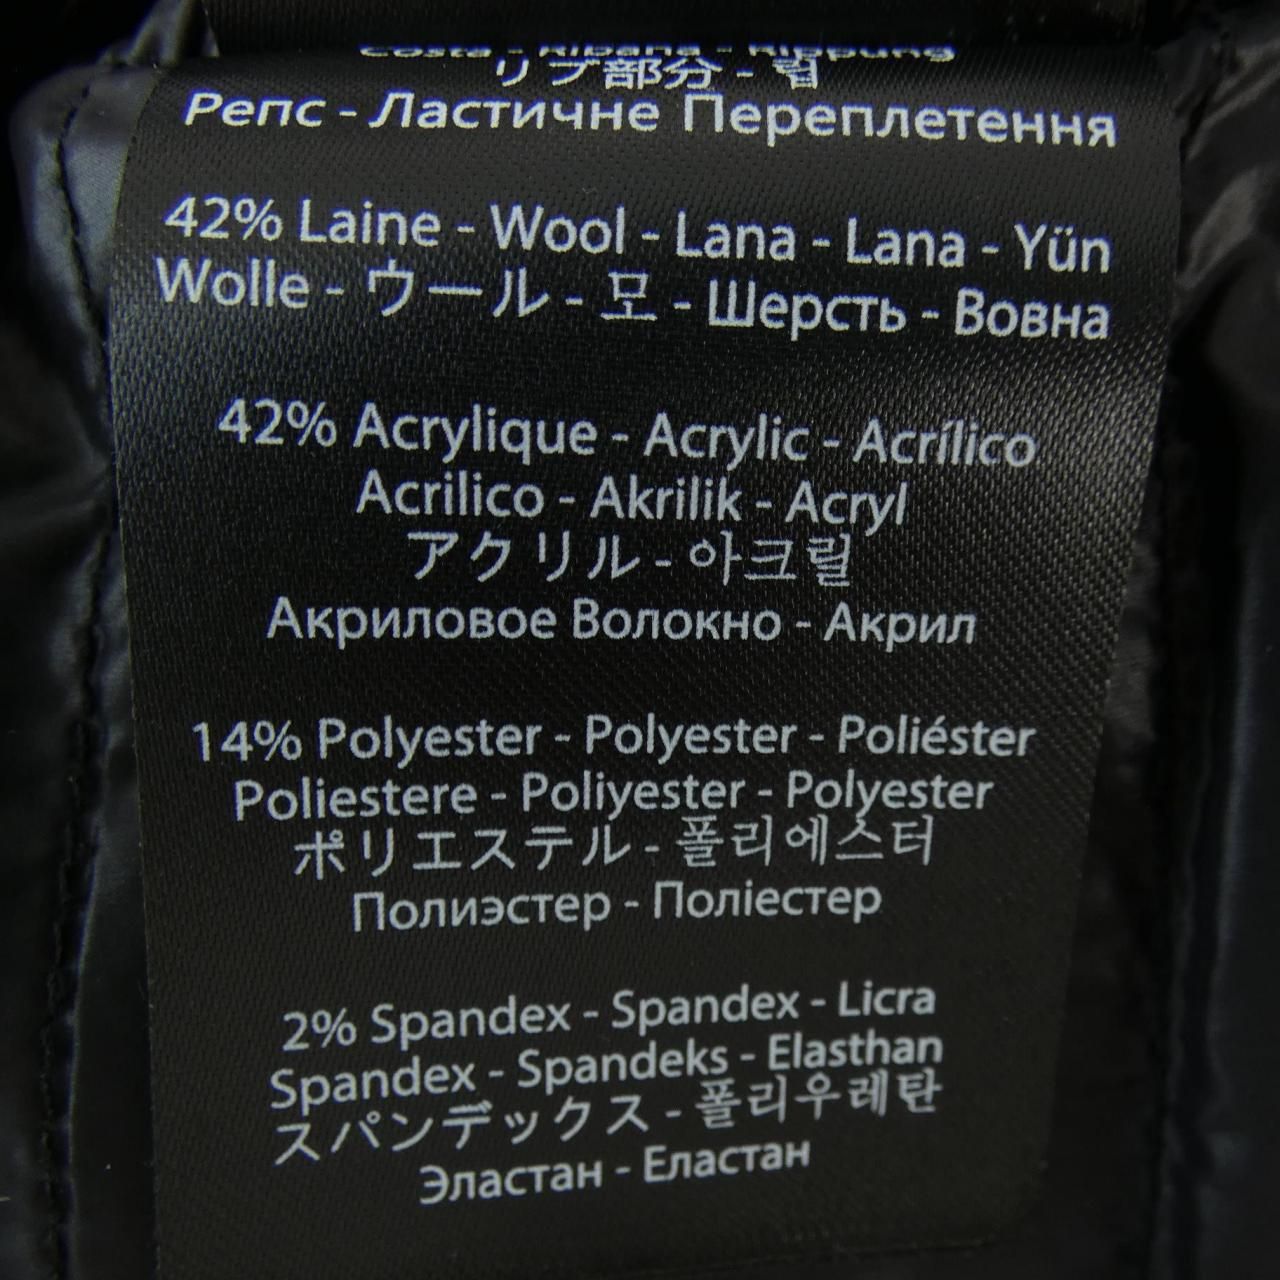 Costa - Ribana - Rippung
リブ部分 - 립
Репс - Ластичне Переплетення
42% Laine - Wool - Lana - Lana - Yün
Wolle - ウール - 모 - Шерсть - Вовна
42% Acrylique - Acrylic - Acrílico
Acrilico - Akrilik - Acryl
アクリル - 아크릴
Акриловое Волокно - Акрил
14% Polyester - Polyester - Poliéster
Poliestere - Poliyester - Polyester
ポリエステル - 폴리에스터
Полиэстер - Поліестер
2% Spandex - Spandex - Licra
Spandex - Spandeks - Elasthan
スパンデックス - 폴리우레탄
Эластан - Еластан